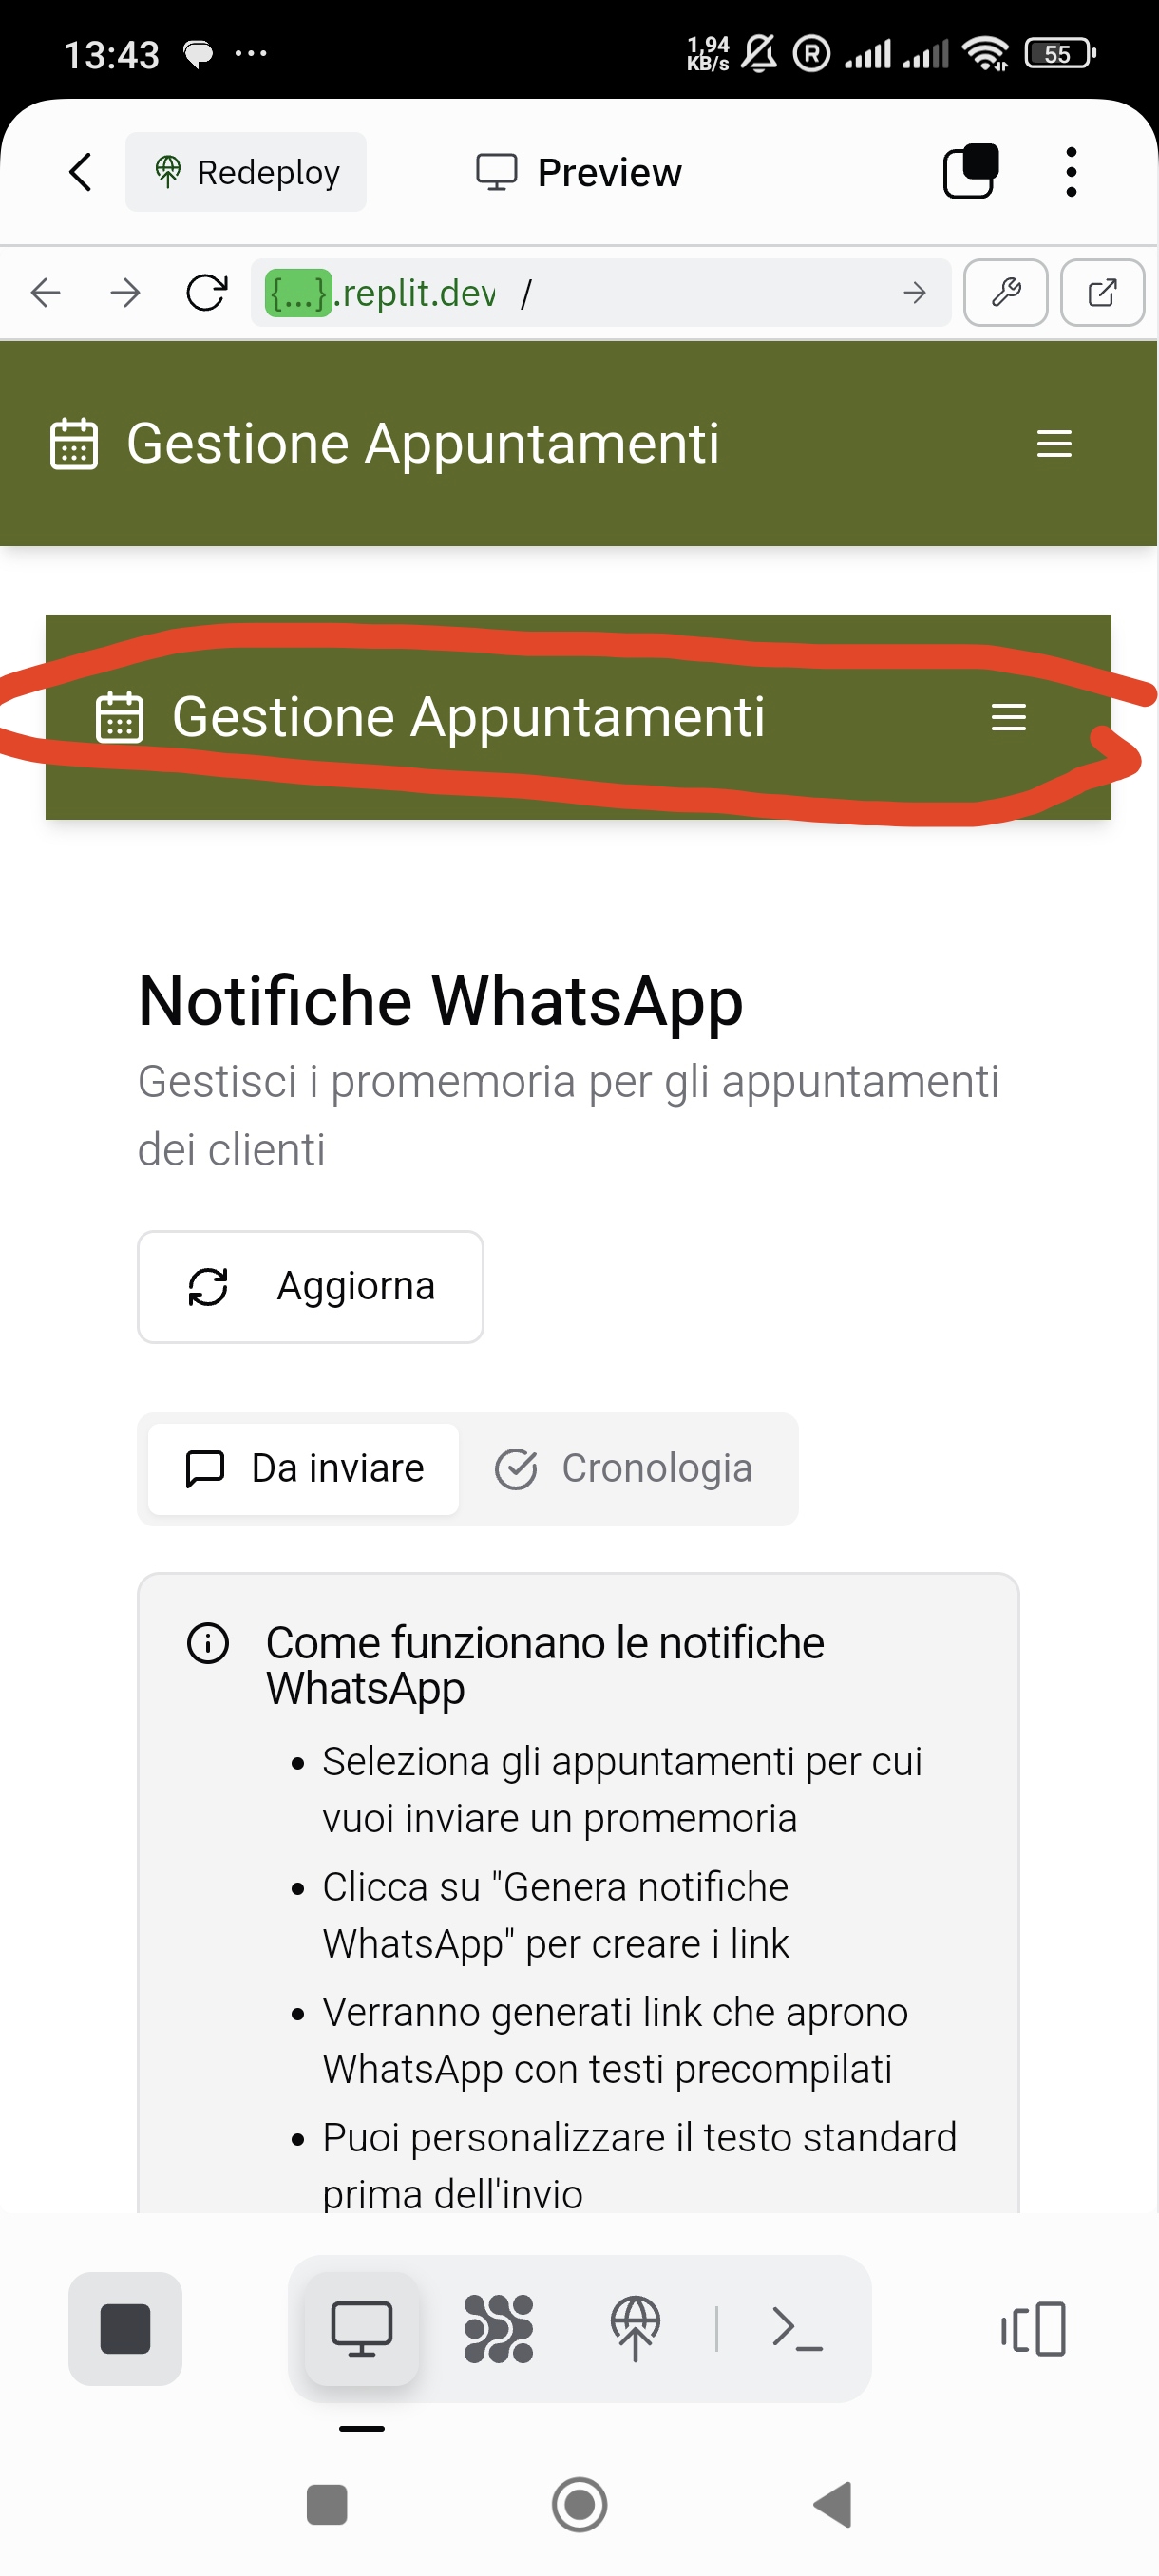 13:43
1,94
KB/s
R
55
Redeploy
Preview
{...}.replit.dev /
Gestione Appuntamenti
Gestione Appuntamenti
Notifiche WhatsApp
Gestisci i promemoria per gli appuntamenti
dei clienti
Aggiorna
Da inviare
Cronologia
Come funzionano le notifiche
WhatsApp
• Seleziona gli appuntamenti per cui
vuoi inviare un promemoria
• Clicca su "Genera notifiche
WhatsApp" per creare i link
• Verranno generati link che aprono
WhatsApp con testi precompilati
• Puoi personalizzare il testo standard
prima dell'invio